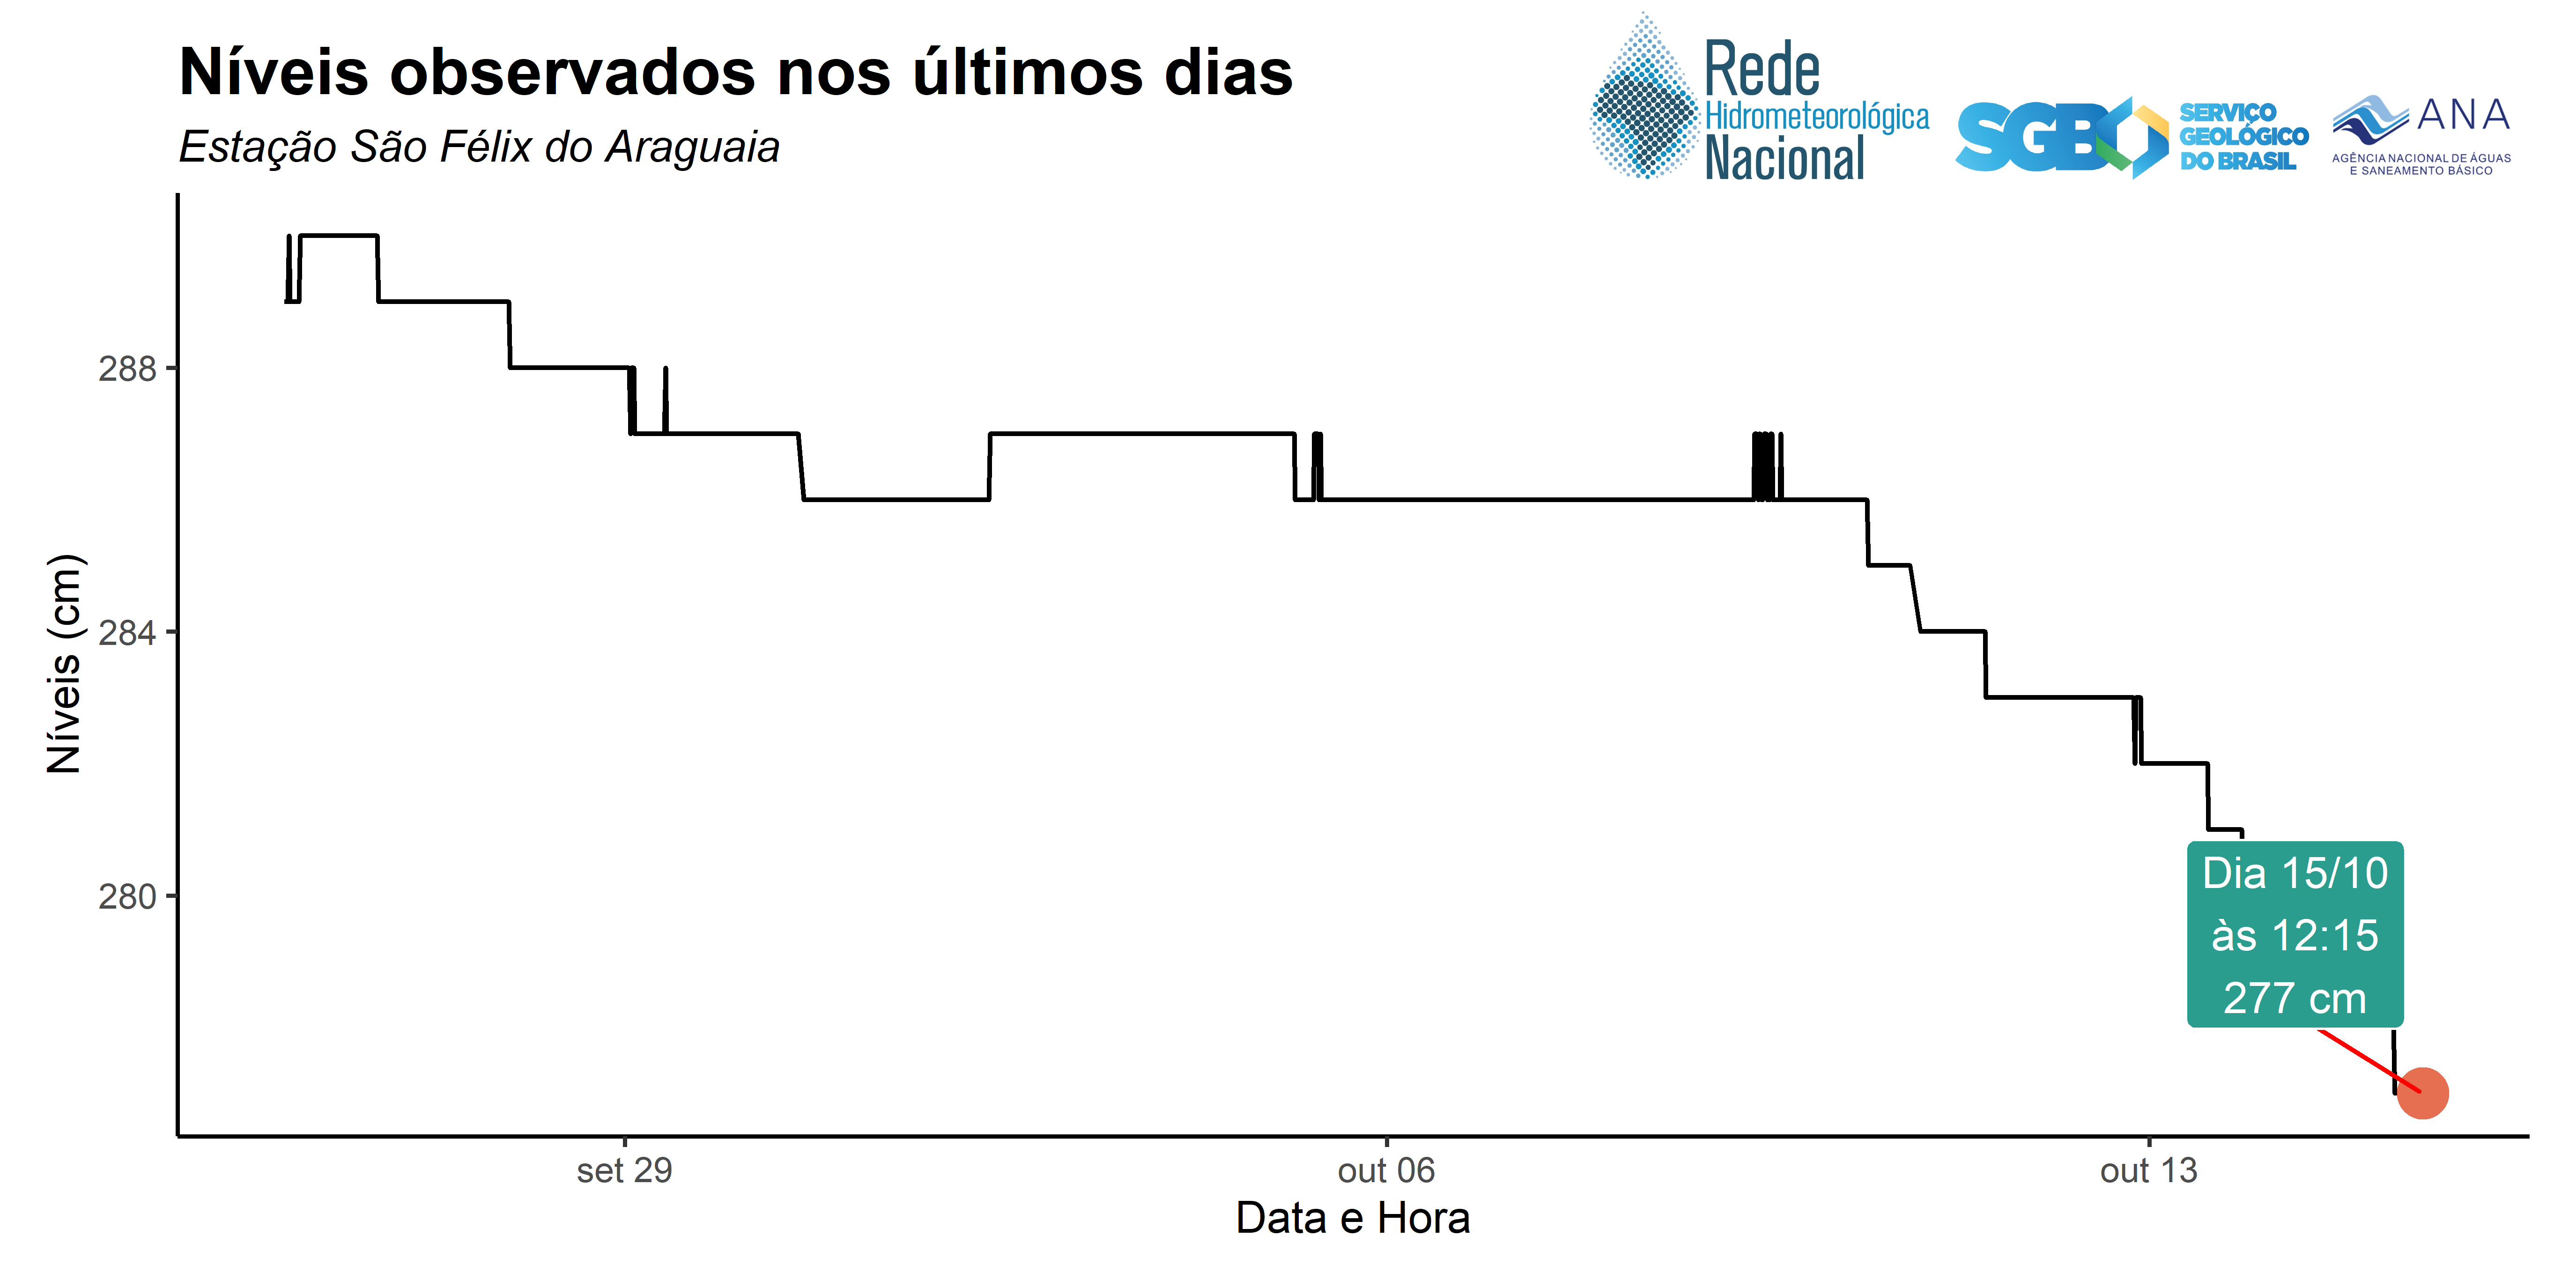 Níveis observados nos últimos dias
Estação São Félix do Araguaia
Rede
Hidrometeorológica
Nacional
SGB
SERVIÇO
GEOLÓGICO
DO BRASIL
ANA
AGÊNCIA NACIONAL DE ÁGUAS
E SANEAMENTO BÁSICO
Níveis (cm)
288
284
280
Dia 15/10
às 12:15
277 cm
set 29
out 06
out 13
Data e Hora